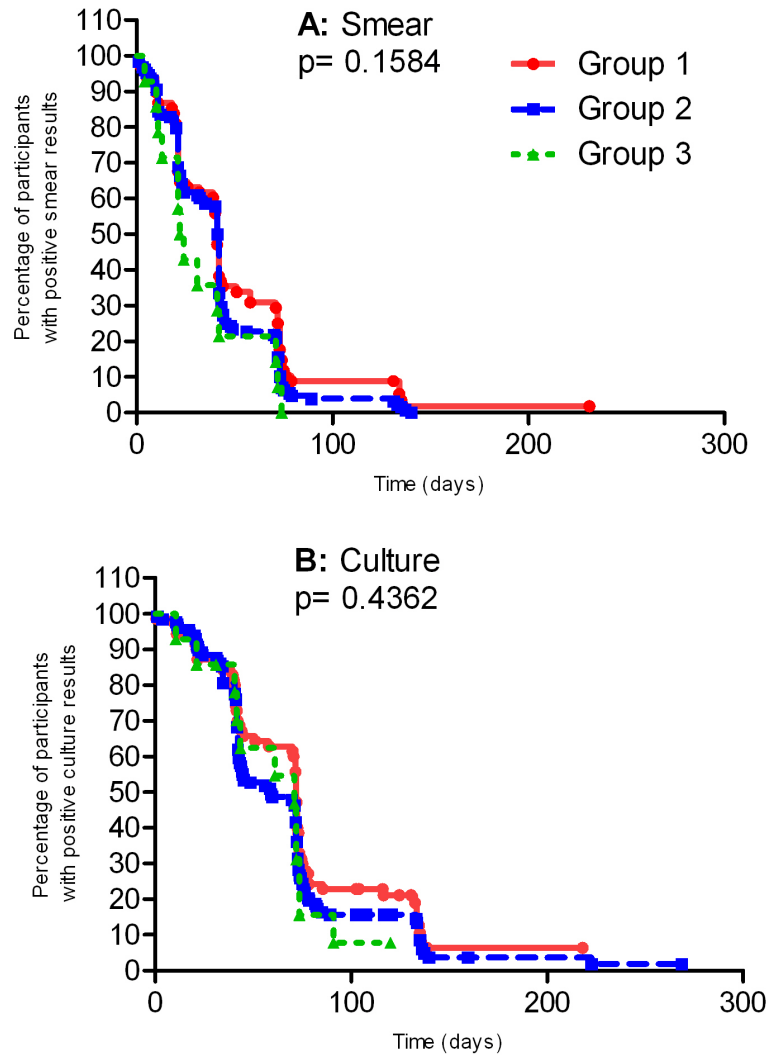 A: Smear
p= 0.1584
Group 1
Group 2
Group 3
Percentage of participants
with positive smear results
110
100
90
80
70
60
50
40
30
20
10
0
0 100 200 300
Time (days)
B: Culture
p= 0.4362
Percentage of participants
with positive culture results
110
100
90
80
70
60
50
40
30
20
10
0
0 100 200 300
Time (days)